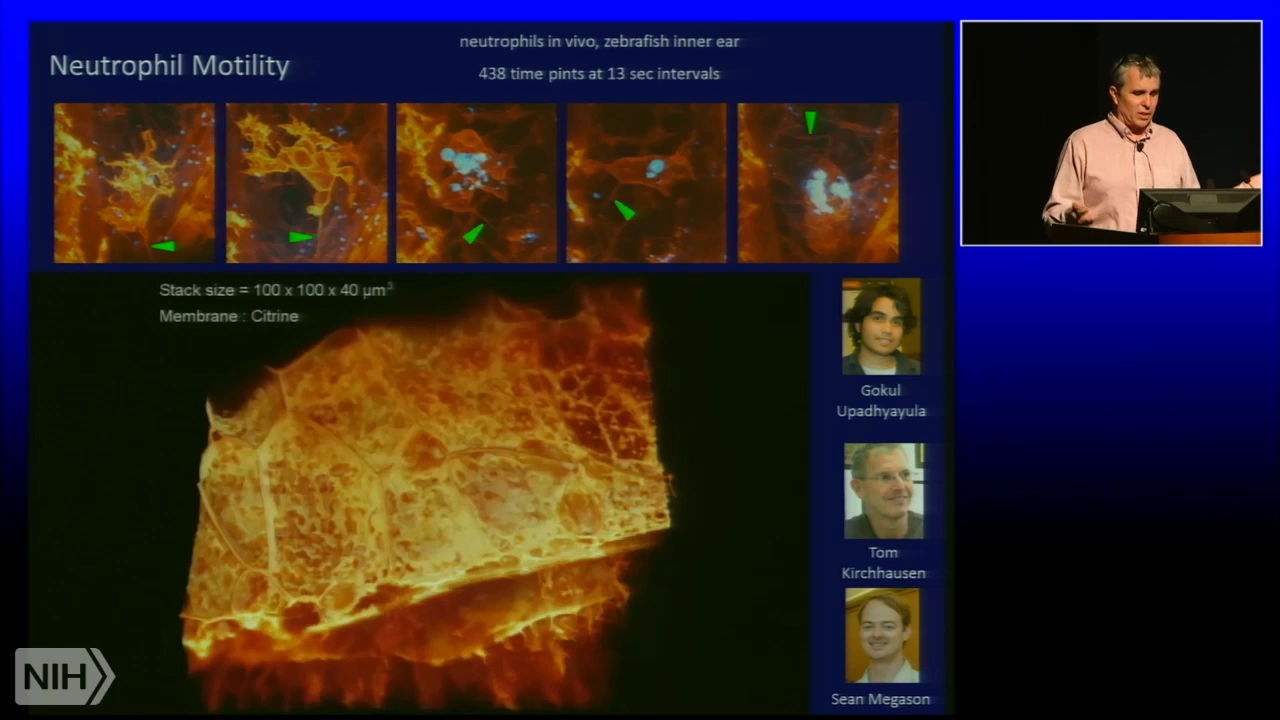 Neutrophil Motility
neutrophils in vivo, zebrafish inner ear
438 time pints at 13 sec intervals
Stack size = 100 x 100 x 40 µm³
Membrane : Citrine
Gokul
Upadhyayula
Tom
Kirchhausen
Sean Megason
NIH